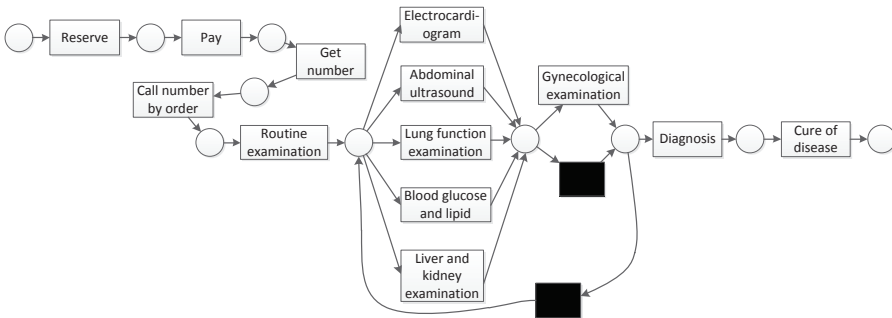 Reserve
Pay
Get
number
Call number
by order
Routine
examination
Electrocardi-
ogram
Abdominal
ultrasound
Lung function
examination
Blood glucose
and lipid
Liver and
kidney
examination
Gynecological
examination
Diagnosis
Cure of
disease